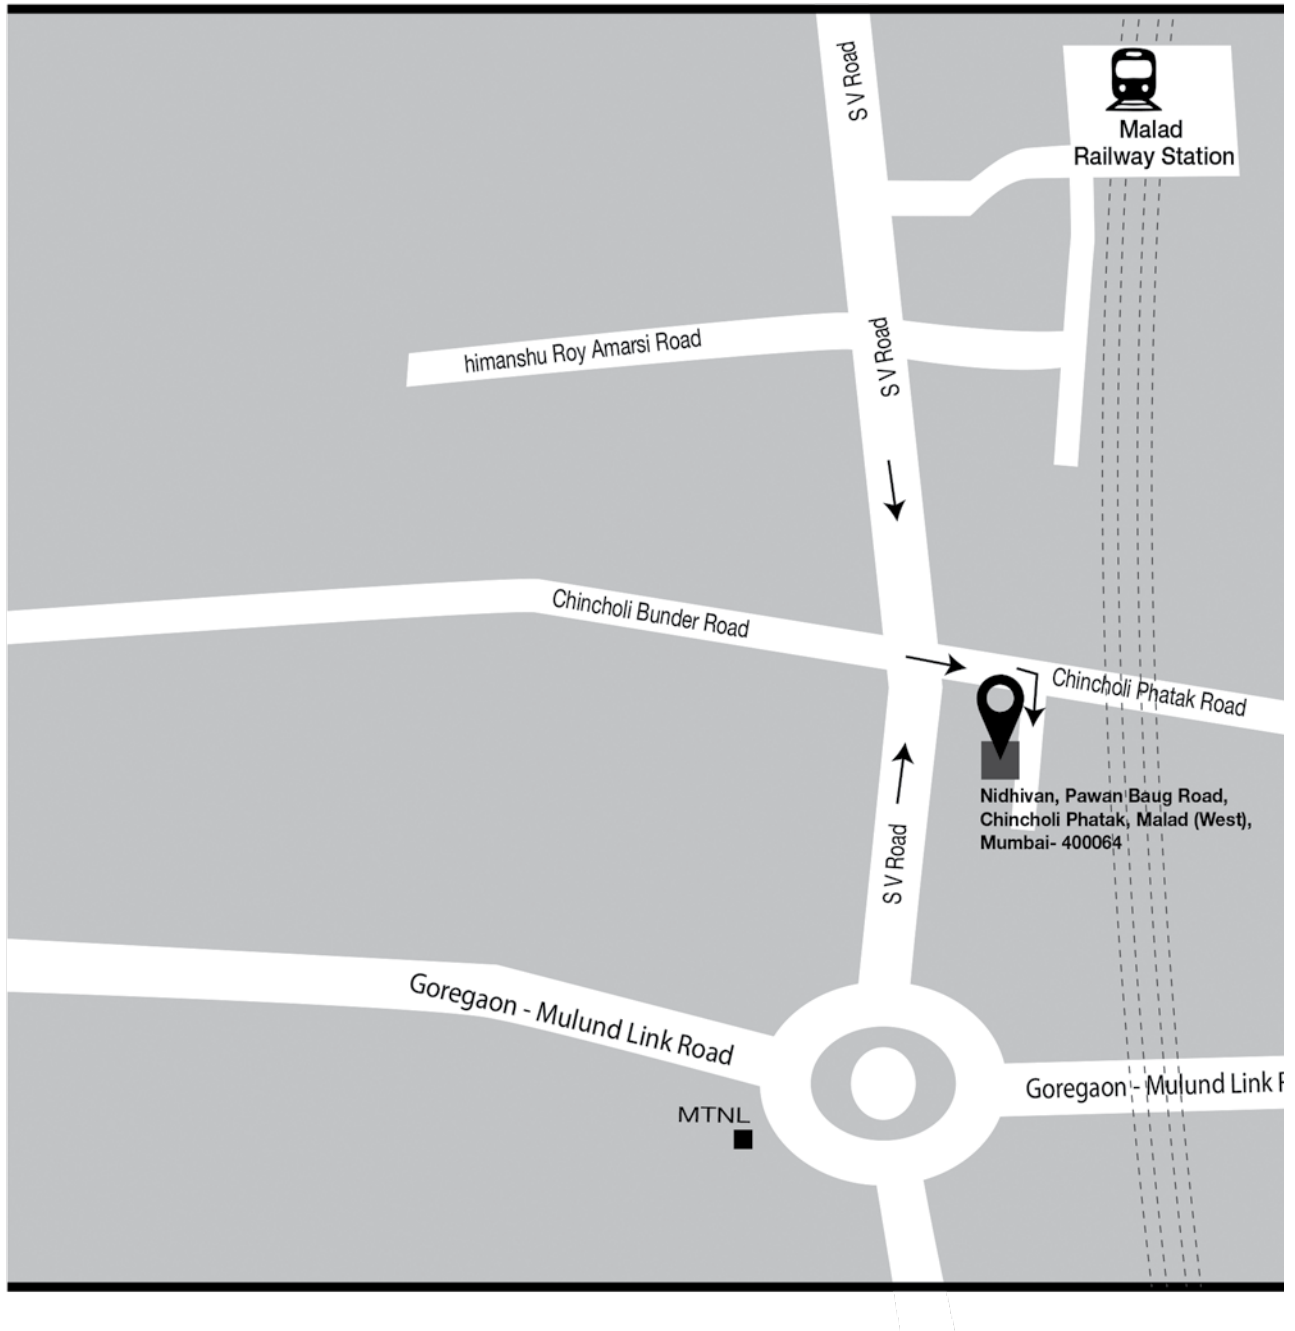 S V Road
Malad
Railway Station
himanshu Roy Amarsi Road
S V Road
Chincholi Bunder Road
Chincholi Phatak Road
Nidhivan, Pawan Baug Road,
Chincholi Phatak, Malad (West),
Mumbai- 400064
S V Road
Goregaon - Mulund Link Road
Goregaon - Mulund Link R
MTNL